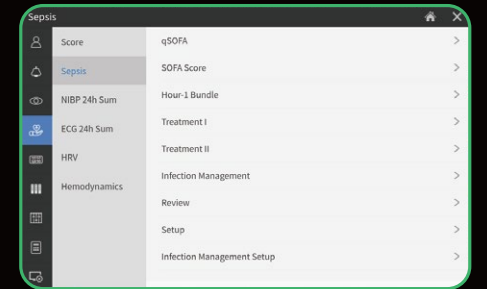 Sepsis
Score
Sepsis
NIBP 24h Sum
ECG 24h Sum
HRV
Hemodynamics
qSOFA
SOFA Score
Hour-1 Bundle
Treatment I
Treatment II
Infection Management
Review
Setup
Infection Management Setup